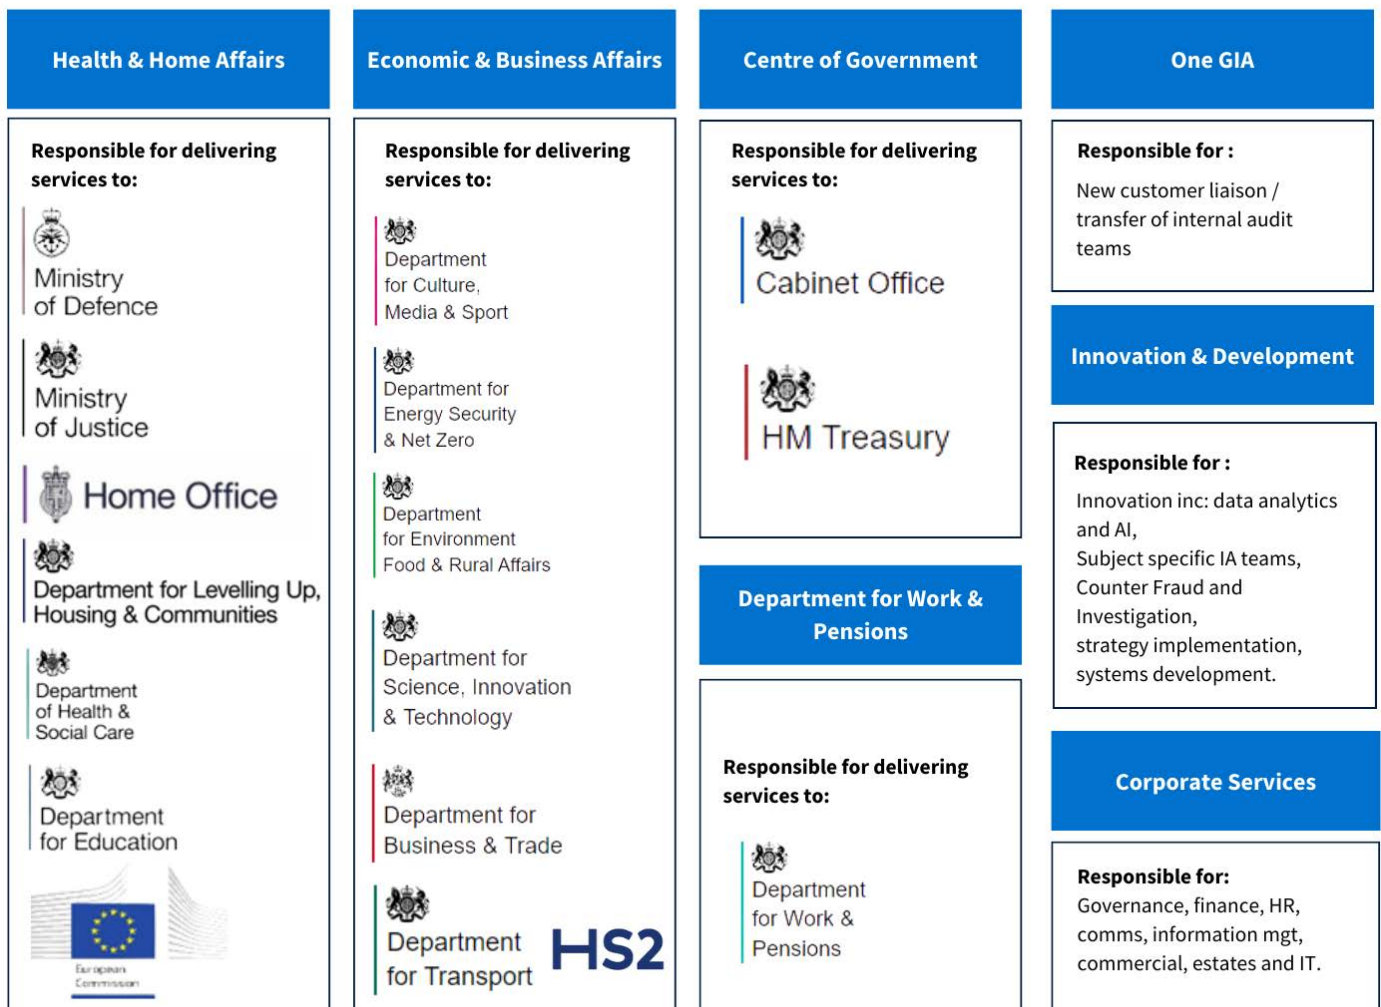 Health & Home Affairs
Responsible for delivering
services to:
Ministry
of Defence
Ministry
of Justice
Home Office
Department for Levelling Up,
Housing & Communities
Department
of Health &
Social Care
Department
for Education
European
Commission
Economic & Business Affairs
Responsible for delivering
services to:
Department
for Culture,
Media & Sport
Department for
Energy Security
& Net Zero
Department
for Environment
Food & Rural Affairs
Department for
Science, Innovation
& Technology
Department for
Business & Trade
Department
for Transport
HS2
Centre of Government
Responsible for delivering
services to:
Cabinet Office
HM Treasury
Department for Work &
Pensions
Responsible for delivering
services to:
Department
for Work &
Pensions
One GIA
Responsible for :
New customer liaison /
transfer of internal audit
teams
Innovation & Development
Responsible for :
Innovation inc: data analytics
and AI,
Subject specific IA teams,
Counter Fraud and
Investigation,
strategy implementation,
systems development.
Corporate Services
Responsible for:
Governance, finance, HR,
comms, information mgt,
commercial, estates and IT.